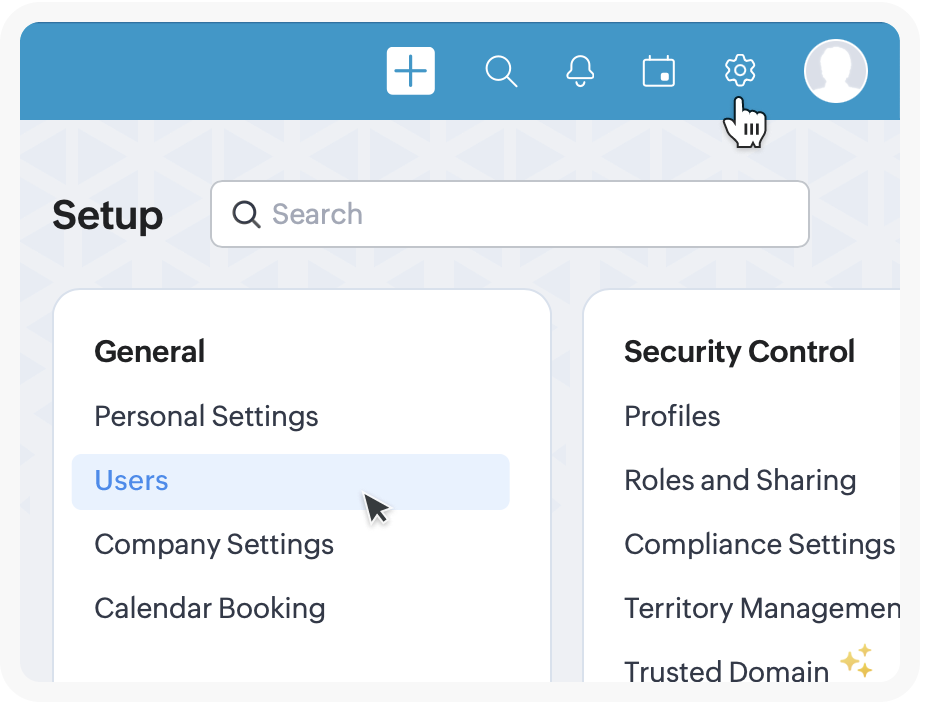 Setup
Search
General
Personal Settings
Users
Company Settings
Calendar Booking
Security Control
Profiles
Roles and Sharing
Compliance Settings
Territory Managemen
Trusted Domain